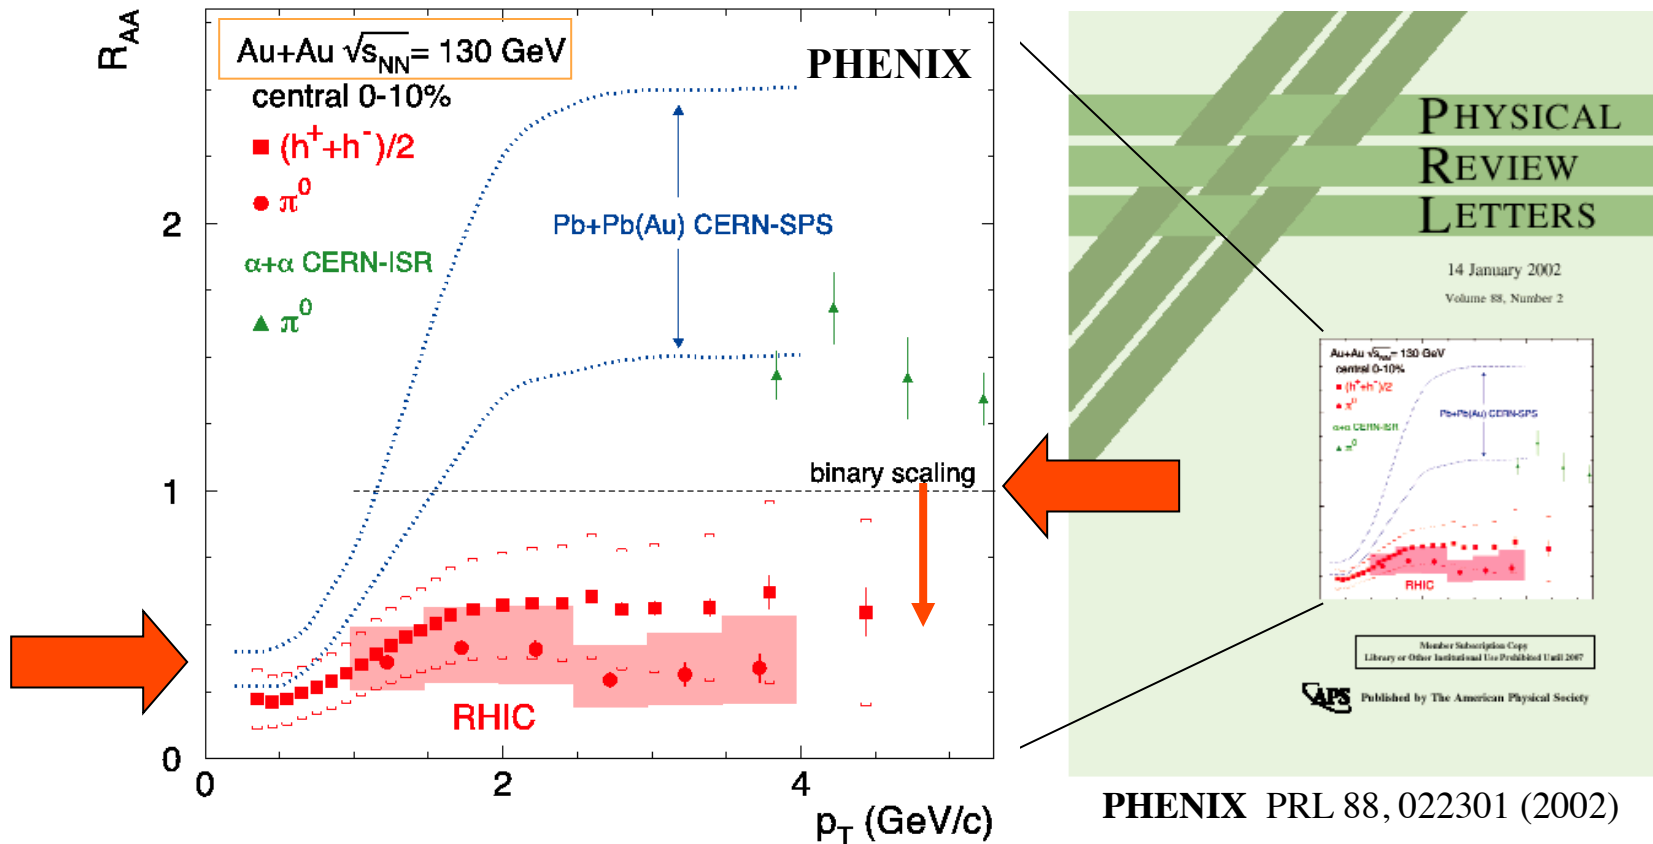 R_AA
Au+Au √s_NN= 130 GeV
central 0-10%
(h⁺+h⁻)/2
π⁰
α+α CERN-ISR
π⁰
PHENIX
Pb+Pb(Au) CERN-SPS
binary scaling
RHIC
2
1
0
0 2 4
p_T (GeV/c)
PHYSICAL
REVIEW
LETTERS
14 January 2002
Volume 88, Number 2
Au+Au √s_NN= 130 GeV
central 0-10%
(h⁺+h⁻)/2
π⁰
α+α CERN-ISR
π⁰
Pb+Pb(Au) CERN-SPS
RHIC
Member Subscription Copy
Library or Other Institutional Use Prohibited Until 2007
APS Published by The American Physical Society
PHENIX PRL 88, 022301 (2002)